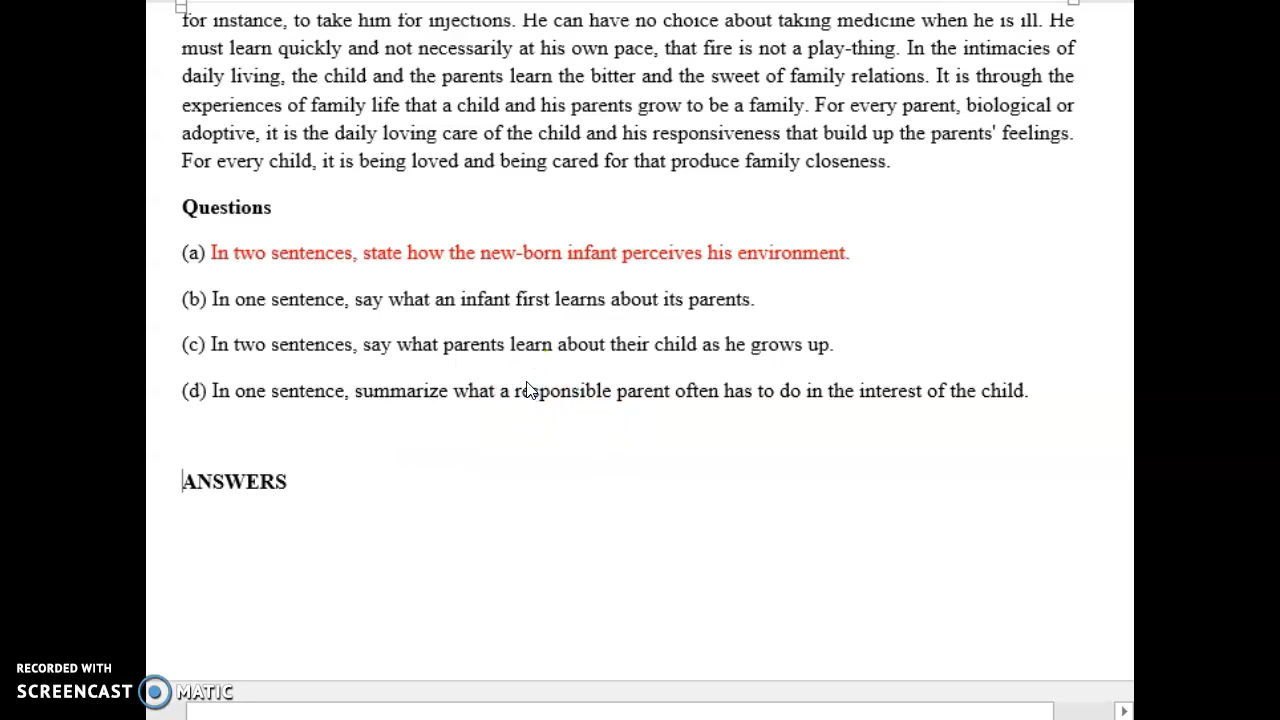 for instance, to take him for injections. He can have no choice about taking medicine when he is ill. He
must learn quickly and not necessarily at his own pace, that fire is not a play-thing. In the intimacies of
daily living, the child and the parents learn the bitter and the sweet of family relations. It is through the
experiences of family life that a child and his parents grow to be a family. For every parent, biological or
adoptive, it is the daily loving care of the child and his responsiveness that build up the parents' feelings.
For every child, it is being loved and being cared for that produce family closeness.
Questions
(a) In two sentences, state how the new-born infant perceives his environment.
(b) In one sentence, say what an infant first learns about its parents.
(c) In two sentences, say what parents learn about their child as he grows up.
(d) In one sentence, summarize what a responsible parent often has to do in the interest of the child.
ANSWERS
RECORDED WITH
SCREENCAST MATIC